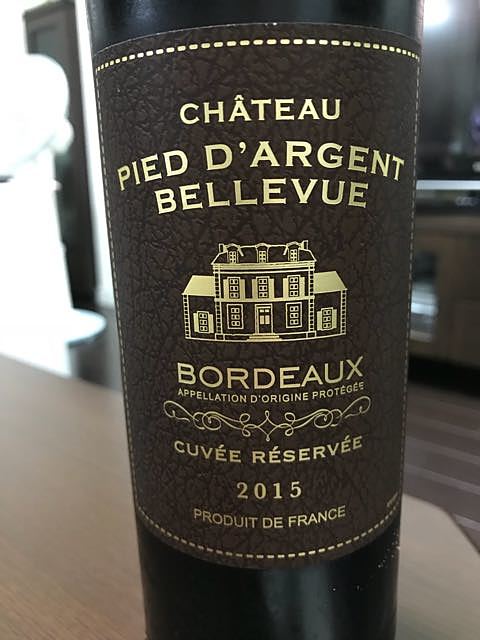 CHÂTEAU
PIED D'ARGENT
BELLEVUE
BORDEAUX
APPELLATION D'ORIGINE PROTÉGÉE
CUVÉE RÉSERVÉE
2015
PRODUIT DE FRANCE